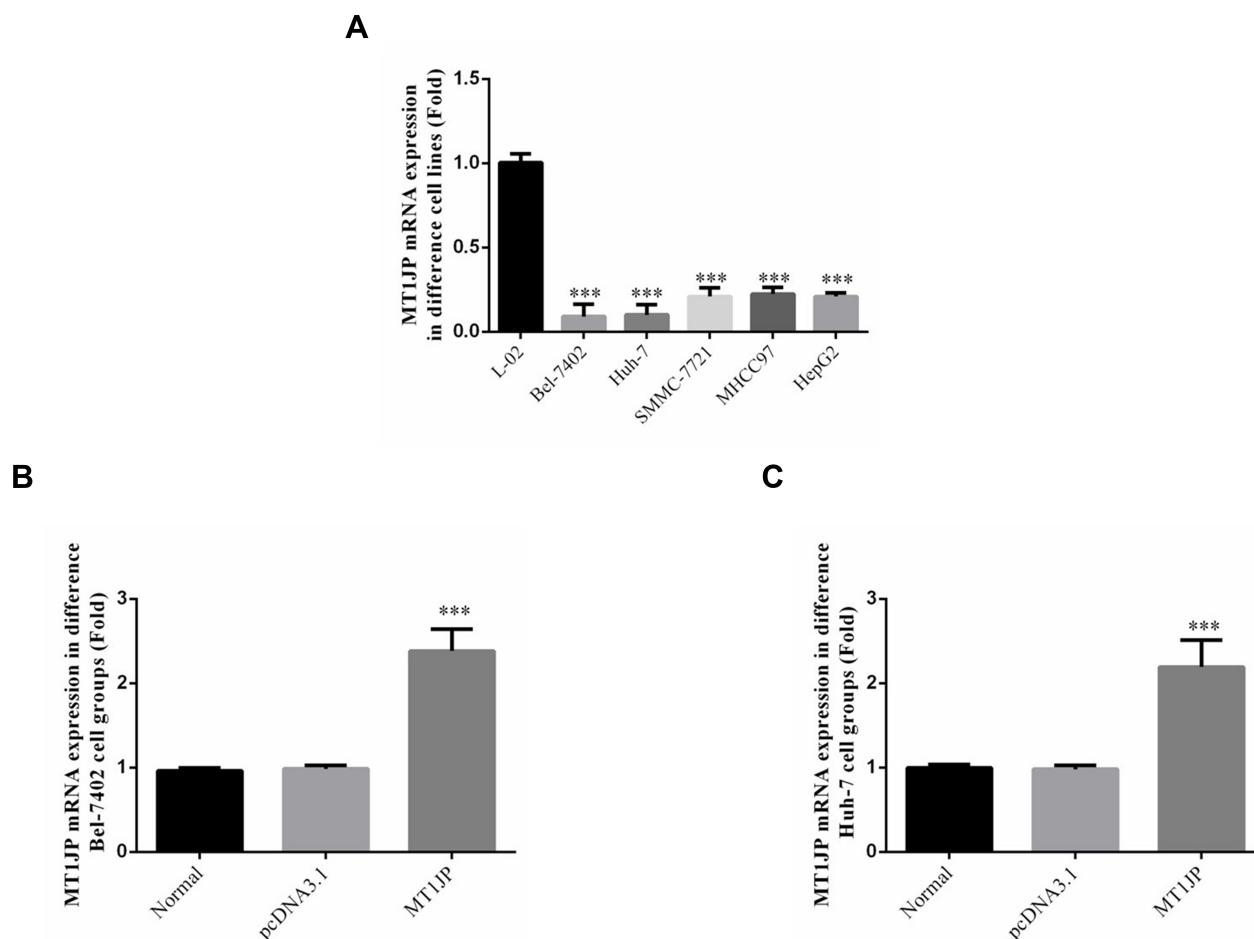 A
MT1JP mRNA expression
in difference cell lines (Fold)
1.5
1.0
0.5
0.0
***
***
***
***
***
L-02
Bel-7402
Huh-7
SMMC-7721
MHCC97
HepG2
B
MT1JP mRNA expression in difference
Bel-7402 cell groups (Fold)
3
2
1
0
***
Normal
pcDNA3.1
MT1JP
C
MT1JP mRNA expression in difference
Huh-7 cell groups (Fold)
3
2
1
0
***
Normal
pcDNA3.1
MT1JP